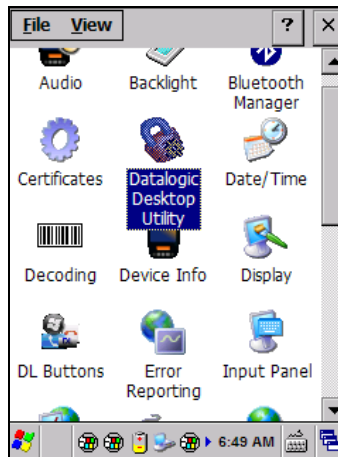 File View ? ×
Audio Backlight Bluetooth
Manager
Certificates Datalogic Date/Time
Desktop
Utility
Decoding Device Info Display
DL Buttons Error Input Panel
Reporting
6:49 AM